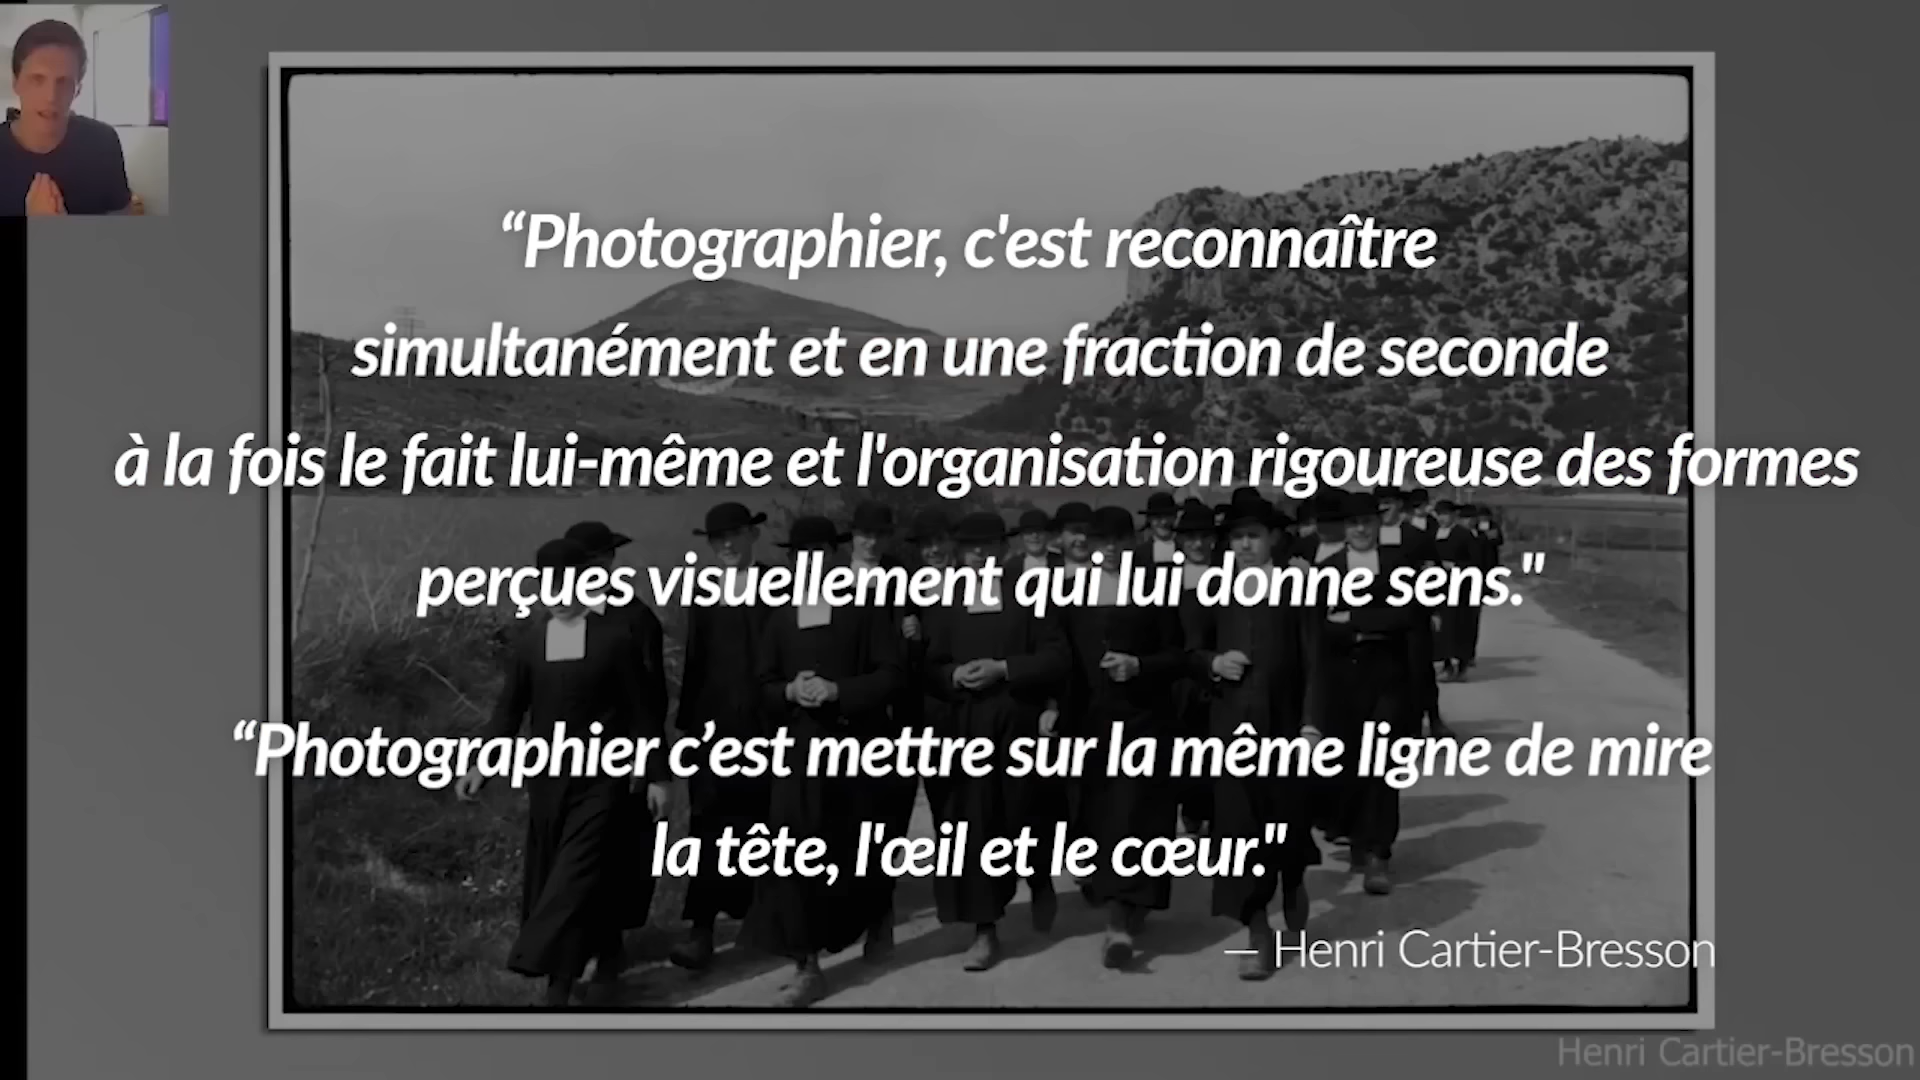 “Photographier, c'est reconnaître
simultanément et en une fraction de seconde
à la fois le fait lui-même et l'organisation rigoureuse des formes
perçues visuellement qui lui donne sens."
“Photographier c’est mettre sur la même ligne de mire
la tête, l'œil et le cœur."
— Henri Cartier-Bresson
Henri Cartier-Bresson